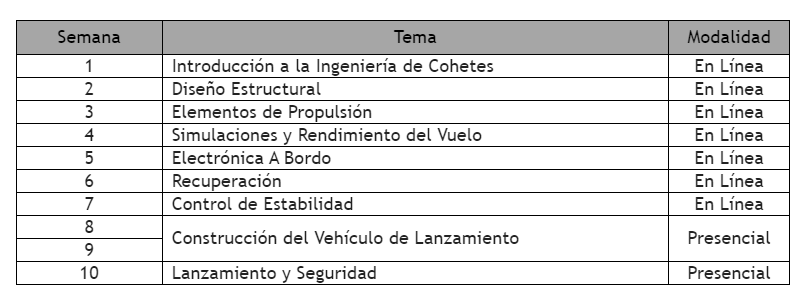 Semana Tema Modalidad
1 Introducción a la Ingeniería de Cohetes En Línea
2 Diseño Estructural En Línea
3 Elementos de Propulsión En Línea
4 Simulaciones y Rendimiento del Vuelo En Línea
5 Electrónica A Bordo En Línea
6 Recuperación En Línea
7 Control de Estabilidad En Línea
8
Construcción del Vehículo de Lanzamiento Presencial
9
10 Lanzamiento y Seguridad Presencial